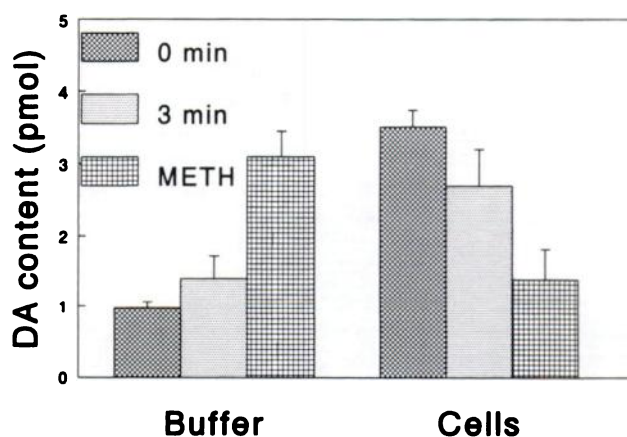 DA content (pmol)
5
4
3
2
1
0
0 min
3 min
METH
Buffer
Cells